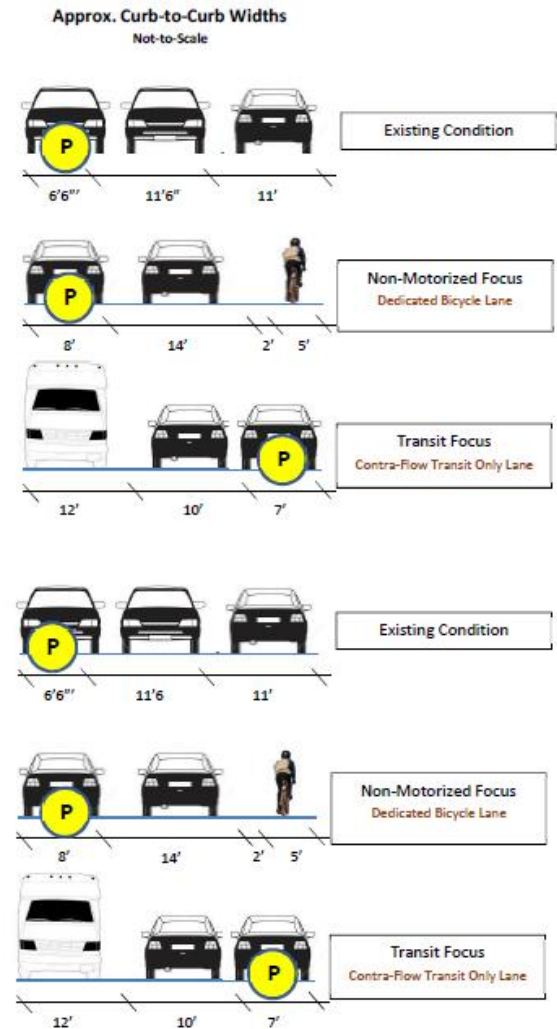 Approx. Curb-to-Curb Widths
Not-to-Scale
P
Existing Condition
6'6"' 11'6" 11'
P
Non-Motorized Focus
Dedicated Bicycle Lane
8' 14' 2' 5'
P
Transit Focus
Contra-Flow Transit Only Lane
12' 10' 7'
P
Existing Condition
6'6"' 11'6 11'
P
Non-Motorized Focus
Dedicated Bicycle Lane
8' 14' 2' 5'
P
Transit Focus
Contra-Flow Transit Only Lane
12' 10' 7'